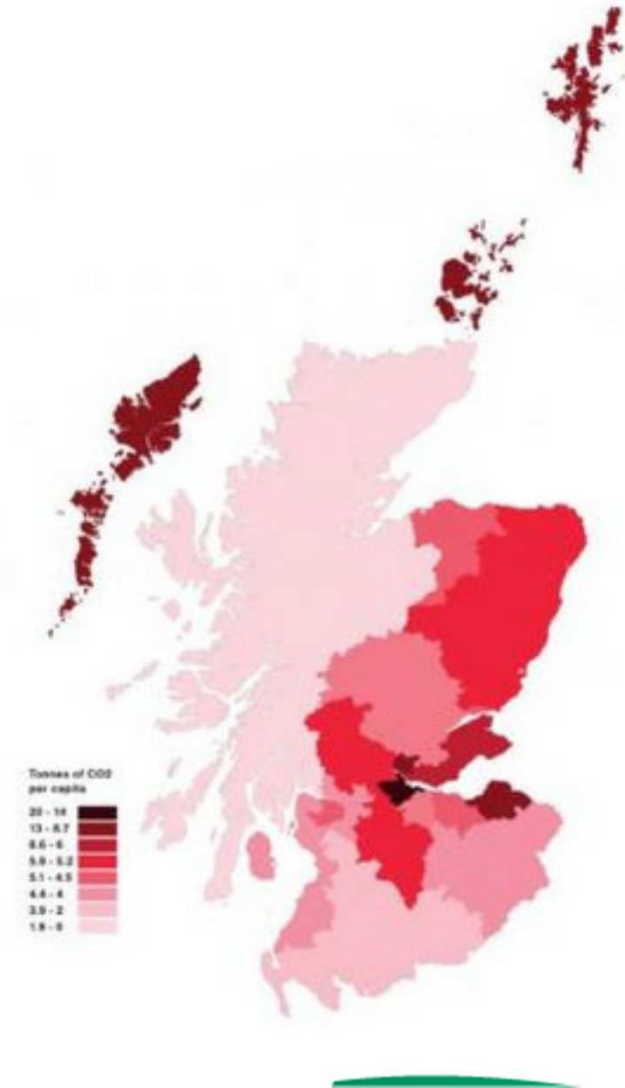 Tonnes of CO2
per capita
20 - 14
13 - 8.7
8.6 - 6
5.9 - 5.2
5.1 - 4.5
4.4 - 4
3.9 - 2
1.9 - 0